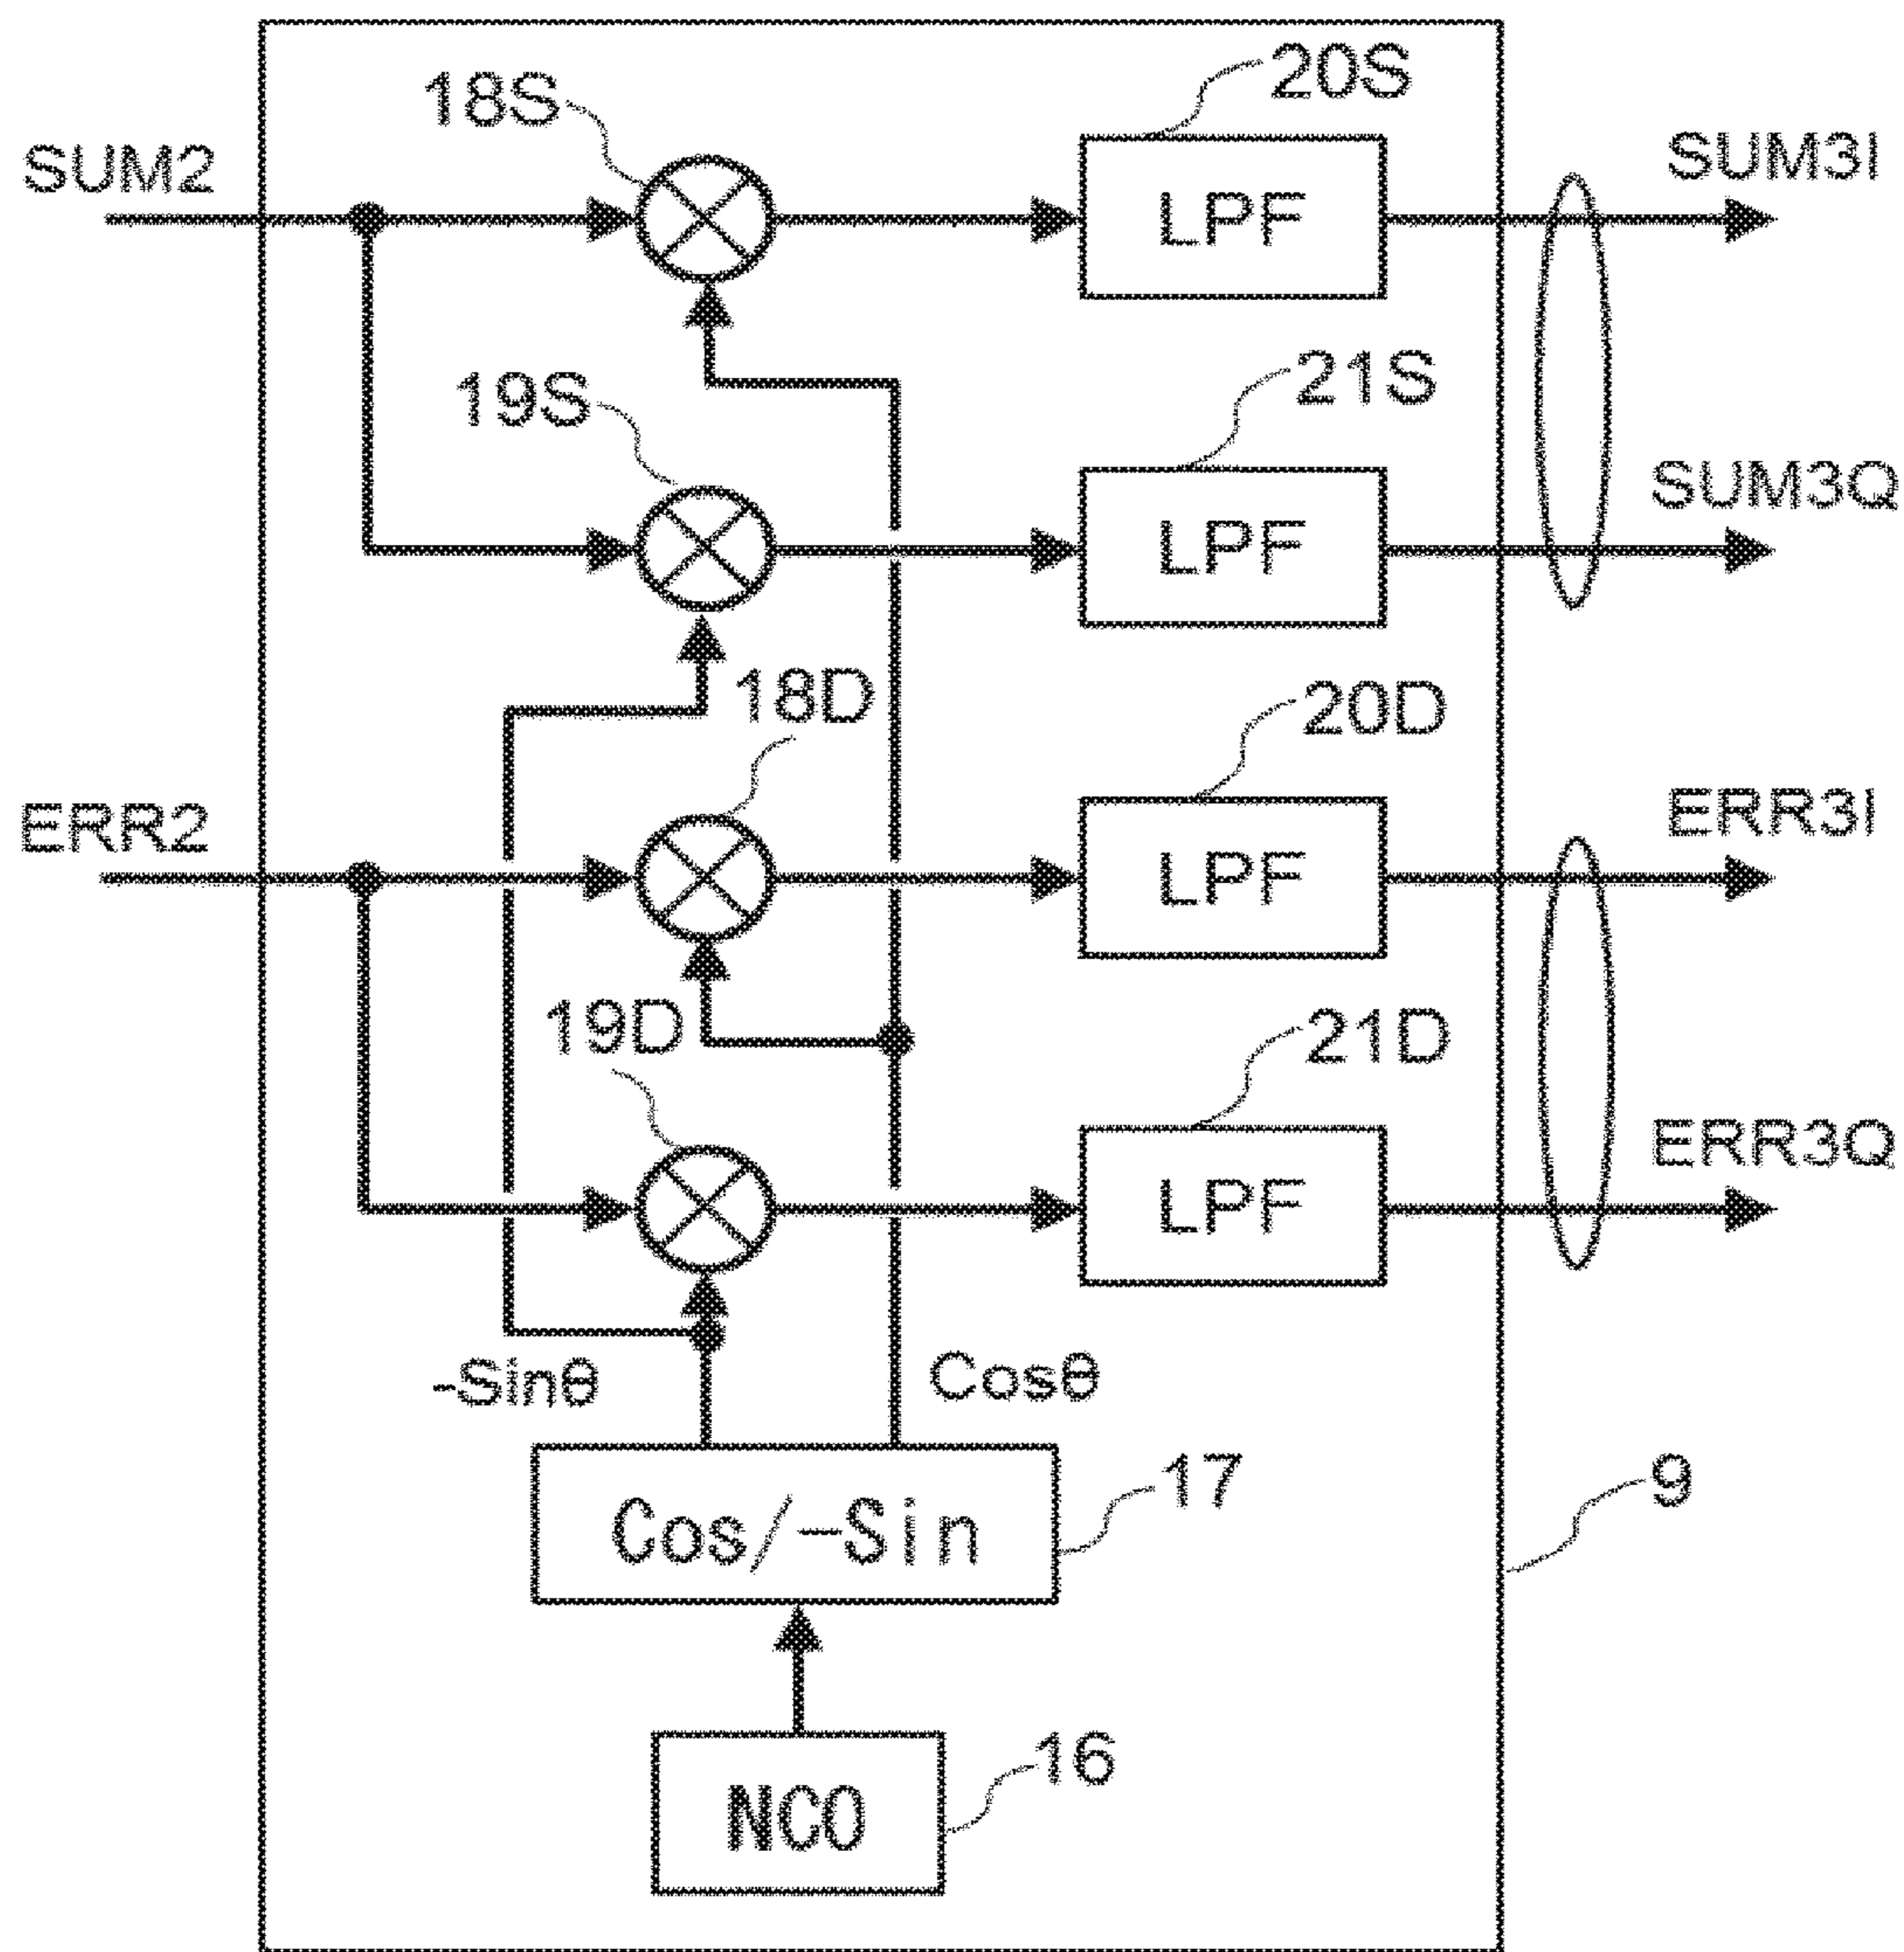 20S
18S
SUM2
SUM3I
LPF
21S
19S
SUM3Q
LPF
18D
20D
ERR2
ERR3I
LPF
19D
21D
ERR3Q
LPF
-Sinθ
Cosθ
17
9
Cos/-Sin
16
NCO